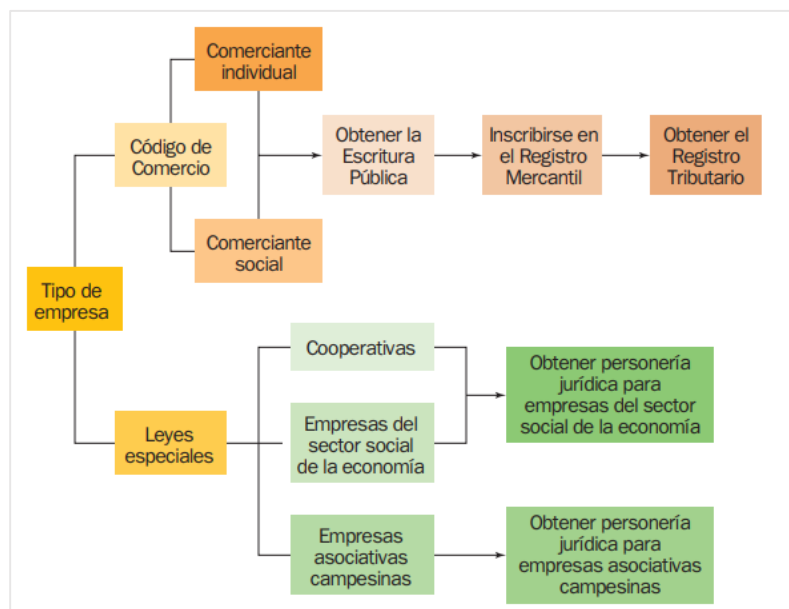 Comerciante
individual
Código de
Comercio
Obtener la
Escritura
Pública
Inscribirse en
el Registro
Mercantil
Obtener el
Registro
Tributario
Comerciante
social
Tipo de
empresa
Cooperativas
Obtener personería
jurídica para
empresas del sector
social de la economía
Leyes
especiales
Empresas del
sector social
de la economía
Empresas
asociativas
campesinas
Obtener personería
jurídica para
empresas asociativas
campesinas